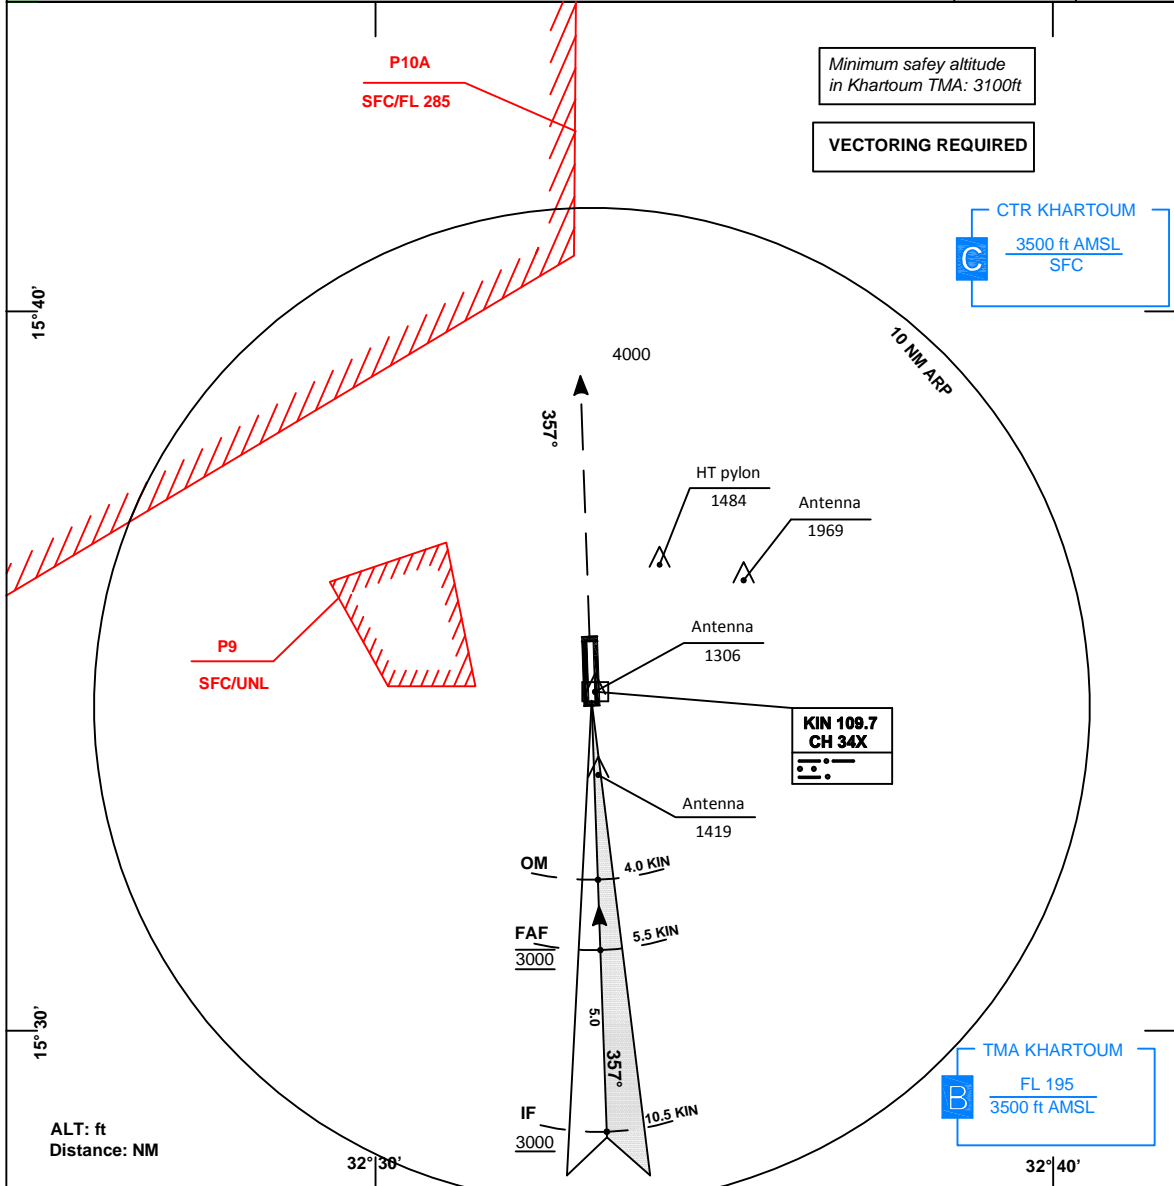 P10A
SFC/FL 285
Minimum safey altitude
in Khartoum TMA: 3100ft
VECTORING REQUIRED
CTR KHARTOUM
C
3500 ft AMSL
SFC
15°40'
10 NM ARP
4000
357°
HT pylon
1484
Antenna
1969
P9
SFC/UNL
Antenna
1306
KIN 109.7
CH 34X
Antenna
1419
OM
4.0 KIN
FAF
3000
5.5 KIN
5.0
357°
15°30'
IF
3000
10.5 KIN
TMA KHARTOUM
B
FL 195
3500 ft AMSL
ALT: ft
Distance: NM
32°30'
32°40'